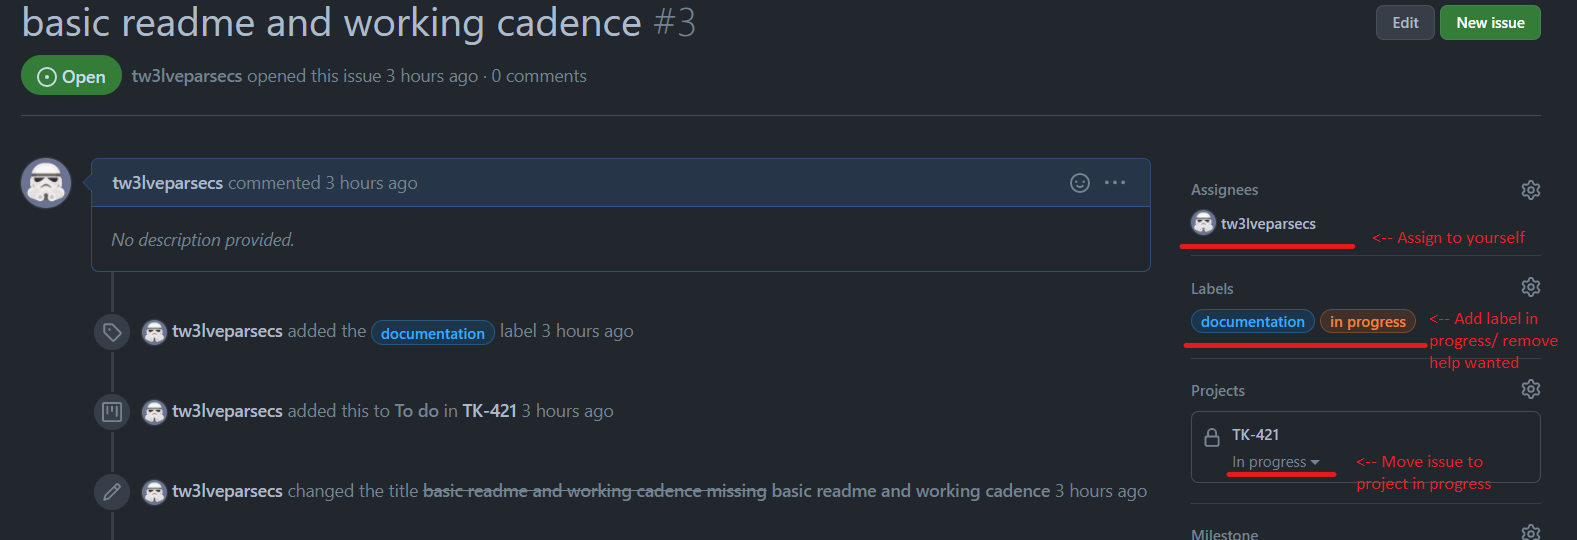 basic readme and working cadence #3
Edit
New issue
Open
tw3lveparsecs opened this issue 3 hours ago · 0 comments
tw3lveparsecs commented 3 hours ago
No description provided.
tw3lveparsecs added the documentation label 3 hours ago
tw3lveparsecs added this to To do in TK-421 3 hours ago
tw3lveparsecs changed the title basic readme and working cadence missing basic readme and working cadence 3 hours ago
Assignees
tw3lveparsecs
<-- Assign to yourself
Labels
documentation in progress
<-- Add label in
progress/ remove
help wanted
Projects
TK-421
In progress
<-- Move issue to
project in progress
Milestone